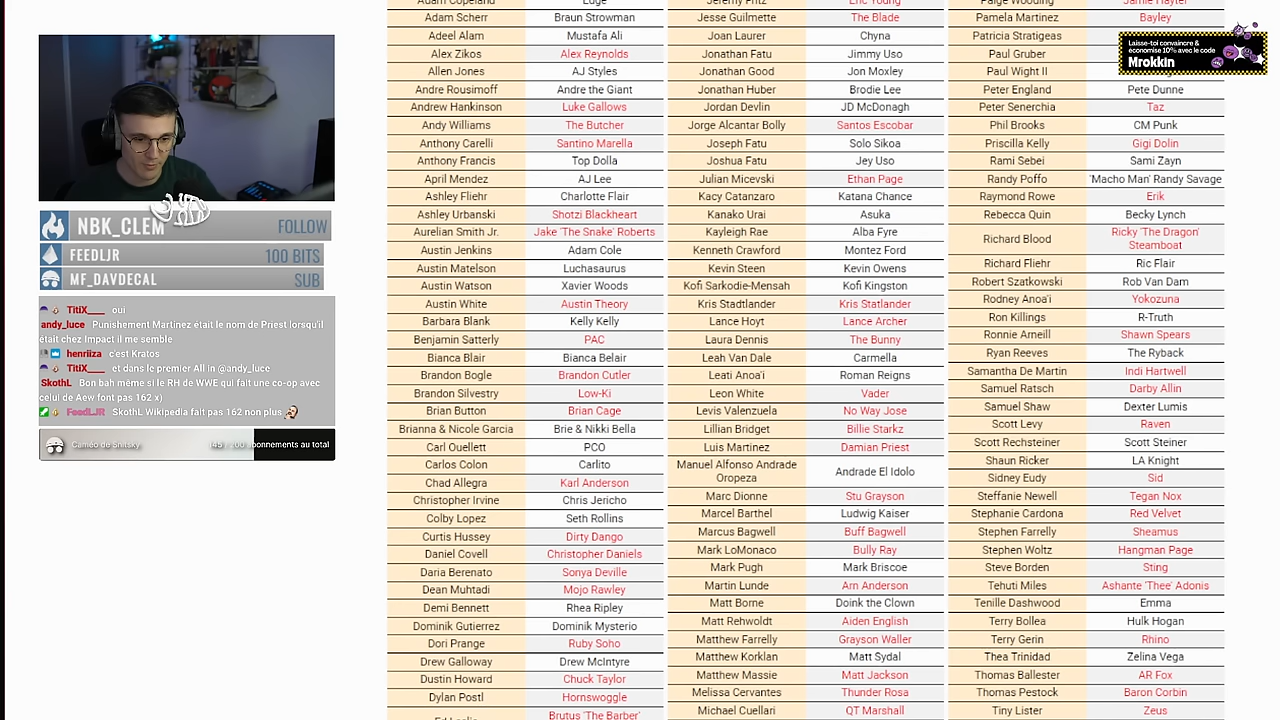 Laisse-toi convaincre &
économise 10% avec le code
Mrokkin
NBK_CLEM FOLLOW
FEEDLJR 100 BITS
MF_DAVDECAL SUB
TitiX___ oui
andy_luce Punishement Martinez était le nom de Priest lorsqu'il
était chez Impact il me semble
henriiza c'est Kratos
TitiX___ et dans le premier All in @andy_luce
SkothL Bon bah même si le RH de WWE qui fait une co-op avec
celui de Aew font pas 162 x)
FeedLJR SkothL Wikipedia fait pas 162 non plus
Caméo de Snitsky
abonnements au total
Adam Copeland Edge
Adam Scherr Braun Strowman
Adeel Alam Mustafa Ali
Alex Zikos Alex Reynolds
Allen Jones AJ Styles
Andre Rousimoff Andre the Giant
Andrew Hankinson Luke Gallows
Andy Williams The Butcher
Anthony Carelli Santino Marella
Anthony Francis Top Dolla
April Mendez AJ Lee
Ashley Fliehr Charlotte Flair
Ashley Urbanski Shotzi Blackheart
Aurelian Smith Jr. Jake 'The Snake' Roberts
Austin Jenkins Adam Cole
Austin Matelson Luchasaurus
Austin Watson Xavier Woods
Austin White Austin Theory
Barbara Blank Kelly Kelly
Benjamin Satterly PAC
Bianca Blair Bianca Belair
Brandon Bogle Brandon Cutler
Brandon Silvestry Low-Ki
Brian Button Brian Cage
Brianna & Nicole Garcia Brie & Nikki Bella
Carl Ouellett PCO
Carlos Colon Carlito
Chad Allegra Karl Anderson
Christopher Irvine Chris Jericho
Colby Lopez Seth Rollins
Curtis Hussey Dirty Dango
Daniel Covell Christopher Daniels
Daria Berenato Sonya Deville
Dean Muhtadi Mojo Rawley
Demi Bennett Rhea Ripley
Dominik Gutierrez Dominik Mysterio
Dori Prange Ruby Soho
Drew Galloway Drew McIntyre
Dustin Howard Chuck Taylor
Dylan Postl Hornswoggle
Brutus 'The Barber'
Jeremy Fritz Eric Young
Jesse Guilmette The Blade
Joan Laurer Chyna
Jonathan Fatu Jimmy Uso
Jonathan Good Jon Moxley
Jonathan Huber Brodie Lee
Jordan Devlin JD McDonagh
Jorge Alcantar Bolly Santos Escobar
Joseph Fatu Solo Sikoa
Joshua Fatu Jey Uso
Julian Micevski Ethan Page
Kacy Catanzaro Katana Chance
Kanako Urai Asuka
Kayleigh Rae Alba Fyre
Kenneth Crawford Montez Ford
Kevin Steen Kevin Owens
Kofi Sarkodie-Mensah Kofi Kingston
Kris Stadtlander Kris Statlander
Lance Hoyt Lance Archer
Laura Dennis The Bunny
Leah Van Dale Carmella
Leati Anoa'i Roman Reigns
Leon White Vader
Levis Valenzuela No Way Jose
Lillian Bridget Billie Starkz
Luis Martinez Damian Priest
Manuel Alfonso Andrade
Oropeza Andrade El Idolo
Marc Dionne Stu Grayson
Marcel Barthel Ludwig Kaiser
Marcus Bagwell Buff Bagwell
Mark LoMonaco Bully Ray
Mark Pugh Mark Briscoe
Martin Lunde Arn Anderson
Matt Borne Doink the Clown
Matt Rehwoldt Aiden English
Matthew Farrelly Grayson Waller
Matthew Korklan Matt Sydal
Matthew Massie Matt Jackson
Melissa Cervantes Thunder Rosa
Michael Cuellari QT Marshall
Paige Wooding Jamie Hayter
Pamela Martinez Bayley
Patricia Stratigeas
Paul Gruber
Paul Wight II
Peter England Pete Dunne
Peter Senerchia Taz
Phil Brooks CM Punk
Priscilla Kelly Gigi Dolin
Rami Sebei Sami Zayn
Randy Poffo 'Macho Man' Randy Savage
Raymond Rowe Erik
Rebecca Quin Becky Lynch
Richard Blood Ricky 'The Dragon'
Steamboat
Richard Fliehr Ric Flair
Robert Szatkowski Rob Van Dam
Rodney Anoa'i Yokozuna
Ron Killings R-Truth
Ronnie Arneill Shawn Spears
Ryan Reeves The Ryback
Samantha De Martin Indi Hartwell
Samuel Ratsch Darby Allin
Samuel Shaw Dexter Lumis
Scott Levy Raven
Scott Rechsteiner Scott Steiner
Shaun Ricker LA Knight
Sidney Eudy Sid
Steffanie Newell Tegan Nox
Stephanie Cardona Red Velvet
Stephen Farrelly Sheamus
Stephen Woltz Hangman Page
Steve Borden Sting
Tehuti Miles Ashante 'Thee' Adonis
Tenille Dashwood Emma
Terry Bollea Hulk Hogan
Terry Gerin Rhino
Thea Trinidad Zelina Vega
Thomas Ballester AR Fox
Thomas Pestock Baron Corbin
Tiny Lister Zeus